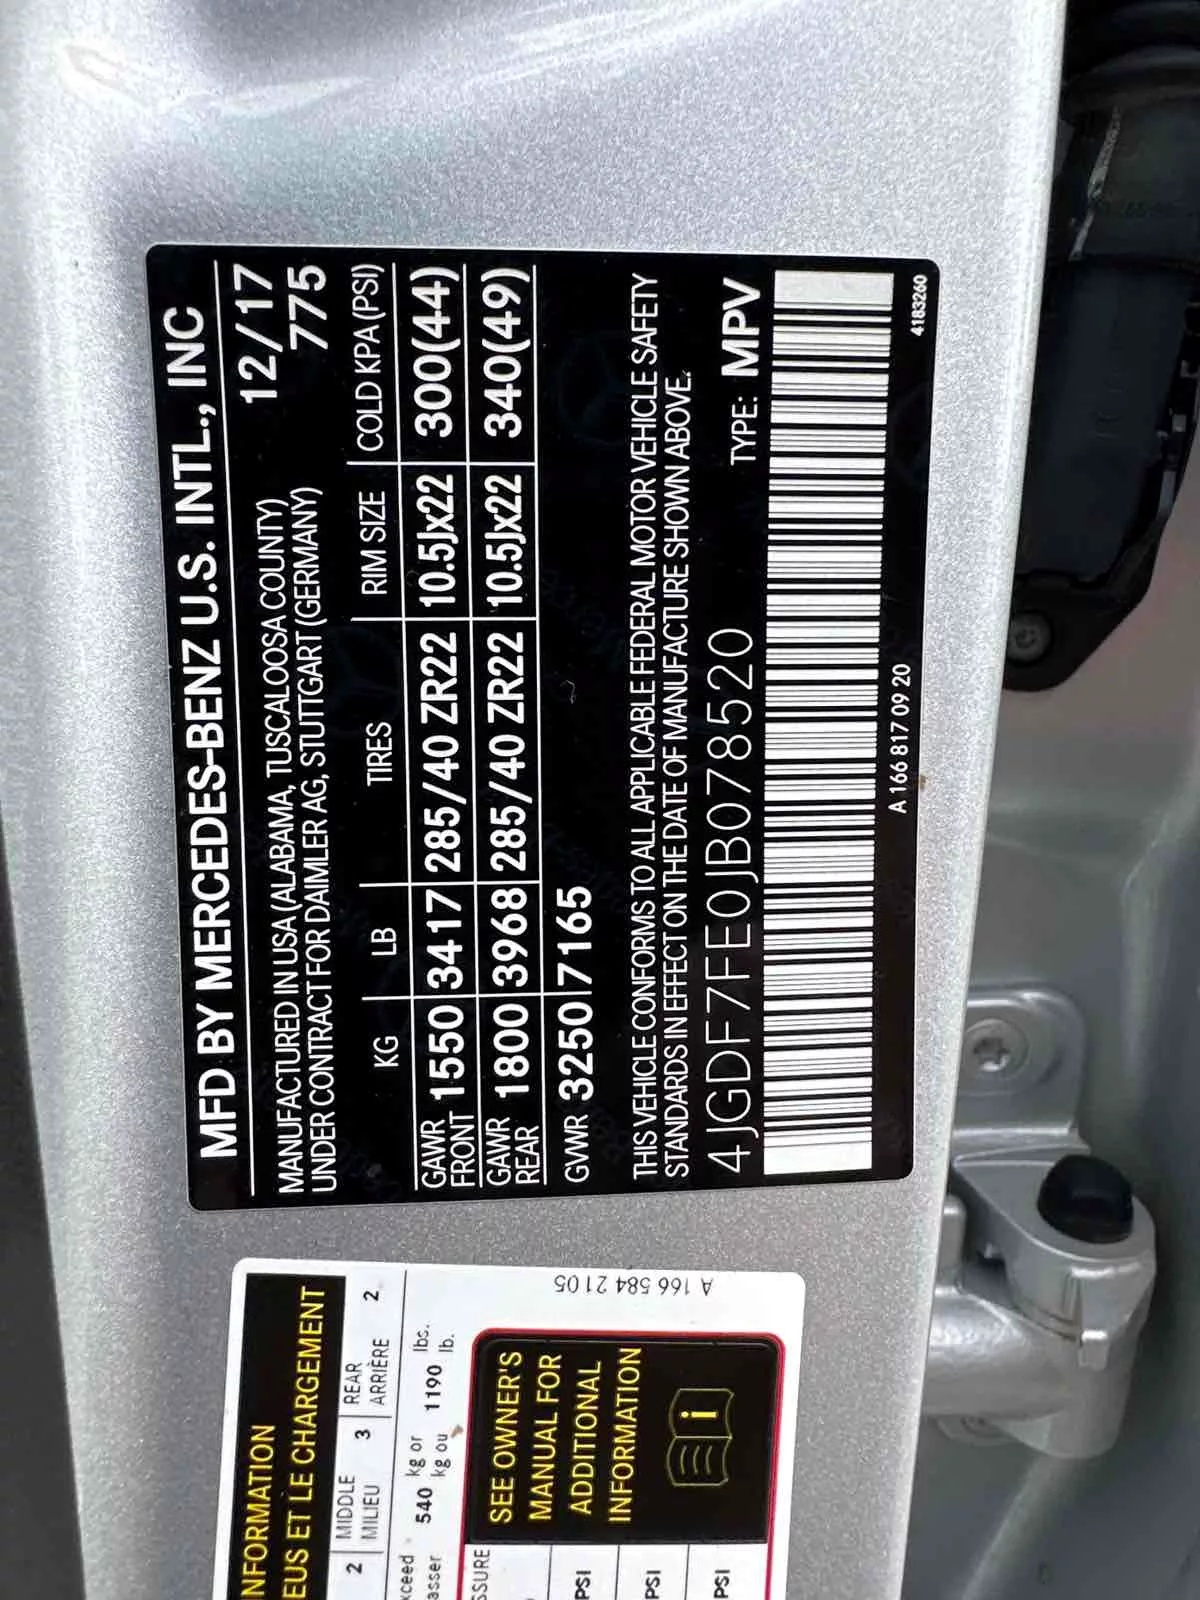 MFD BY MERCEDES-BENZ U.S. INTL., INC
MANUFACTURED IN USA (ALABAMA, TUSCALOOSA COUNTY) 12/17
UNDER CONTRACT FOR DAIMLER AG, STUTTGART (GERMANY) 775
KG LB TIRES RIM SIZE COLD KPA (PSI)
GAWR FRONT 1550 3417 285/40 ZR22 10.5Jx22 300(44)
GAWR REAR 1800 3968 285/40 ZR22 10.5Jx22 340(49)
GWR 3250 7165
THIS VEHICLE CONFORMS TO ALL APPLICABLE FEDERAL MOTOR VEHICLE SAFETY
STANDARDS IN EFFECT ON THE DATE OF MANUFACTURE SHOWN ABOVE.
4JGDF7FE0JB078520 TYPE: MPV
A 166 817 09 20 4183260
NFORMATION
EUS ET LE CHARGEMENT
2 MIDDLE MILIEU 3 REAR ARRIÈRE 2
xceed 540 kg or 1190 lbs.
asser kg ou lb.
SSURE
PSI
PSI
PSI
SEE OWNER'S
MANUAL FOR
ADDITIONAL
INFORMATION
A 166 584 21 05